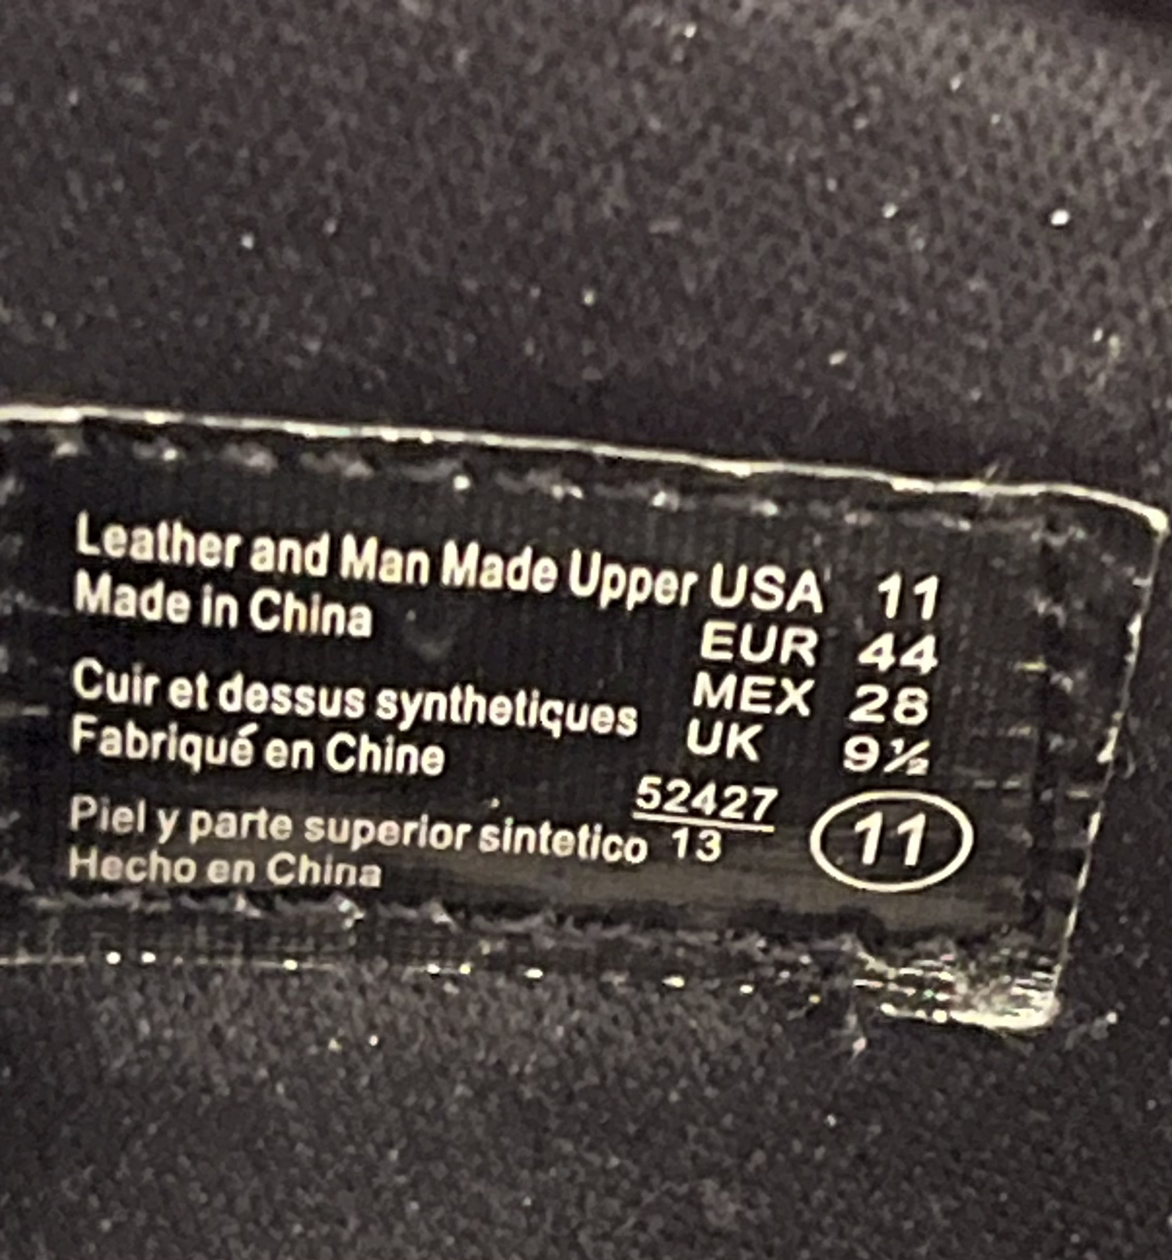 Leather and Man Made Upper
Made in China
Cuir et dessus synthetiques
Fabriqué en Chine
Piel y parte superior sintetico
Hecho en China
USA 11
EUR 44
MEX 28
UK 9½
52427
13
11